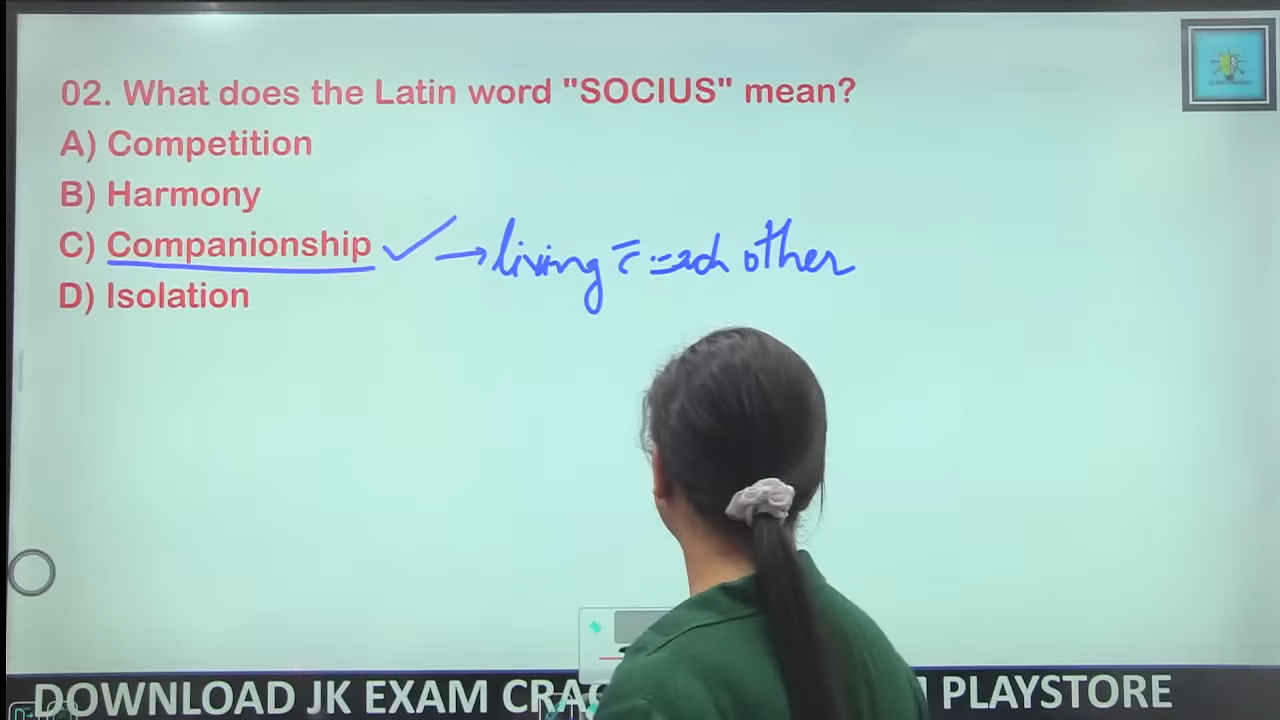 02. What does the Latin word "SOCIUS" mean?
A) Competition
B) Harmony
C) Companionship → living c̄ each other
D) Isolation
DOWNLOAD JK EXAM CRAC PLAYSTORE